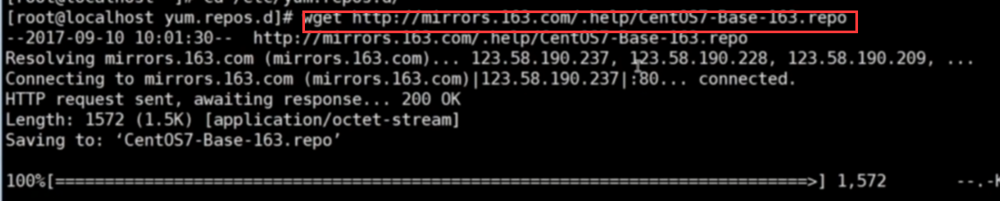 [root@localhost yum.repos.d]# wget http://mirrors.163.com/.help/CentOS7-Base-163.repo
--2017-09-10 10:01:30-- http://mirrors.163.com/.help/CentOS7-Base-163.repo
Resolving mirrors.163.com (mirrors.163.com)... 123.58.190.237, 123.58.190.228, 123.58.190.209, ...
Connecting to mirrors.163.com (mirrors.163.com)|123.58.190.237|:80... connected.
HTTP request sent, awaiting response... 200 OK
Length: 1572 (1.5K) [application/octet-stream]
Saving to: ‘CentOS7-Base-163.repo’
100%[============================================================================>] 1,572 --.-K